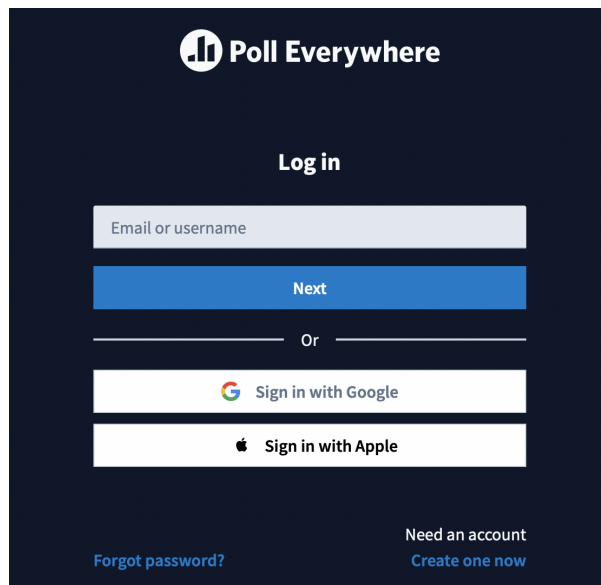 Poll Everywhere
Log in
Email or username
Next
Or
Sign in with Google
Sign in with Apple
Need an account
Forgot password?
Create one now